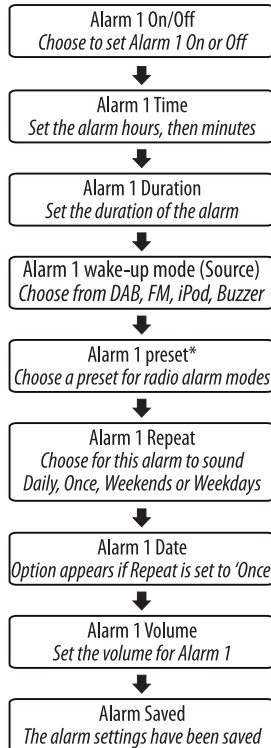 Alarm 1 On/Off
Choose to set Alarm 1 On or Off
Alarm 1 Time
Set the alarm hours, then minutes
Alarm 1 Duration
Set the duration of the alarm
Alarm 1 wake-up mode (Source)
Choose from DAB, FM, iPod, Buzzer
Alarm 1 preset*
Choose a preset for radio alarm modes
Alarm 1 Repeat
Choose for this alarm to sound
Daily, Once, Weekends or Weekdays
Alarm 1 Date
Option appears if Repeat is set to ‘Once
Alarm 1 Volume
Set the volume for Alarm 1
Alarm Saved
The alarm settings have been saved